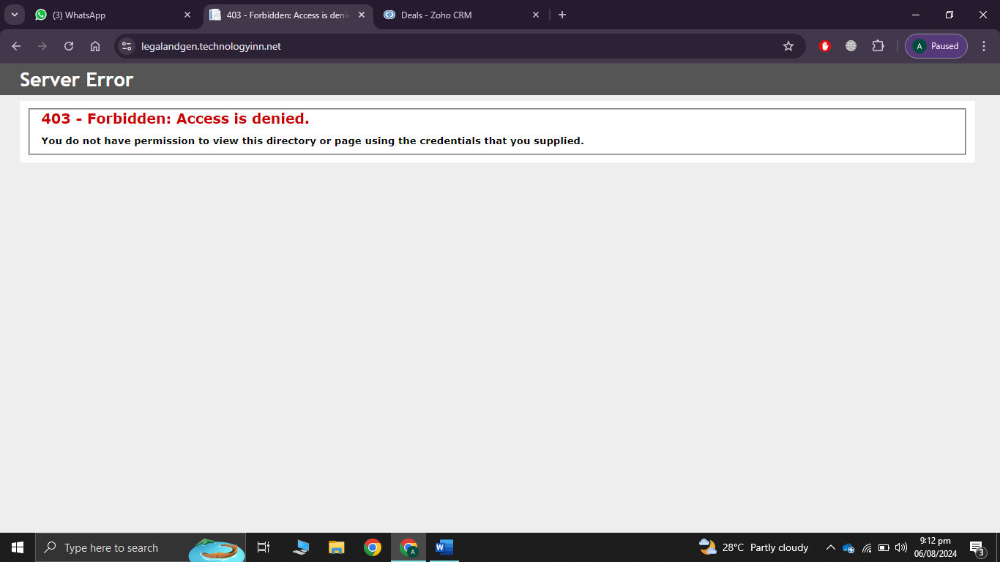 (3) WhatsApp
403 - Forbidden: Access is deni
Deals - Zoho CRM
legalandgen.technologyinn.net
A Paused
Server Error
403 - Forbidden: Access is denied.
You do not have permission to view this directory or page using the credentials that you supplied.
Type here to search
A
W
28°C Partly cloudy
9:12 pm
06/08/2024
3